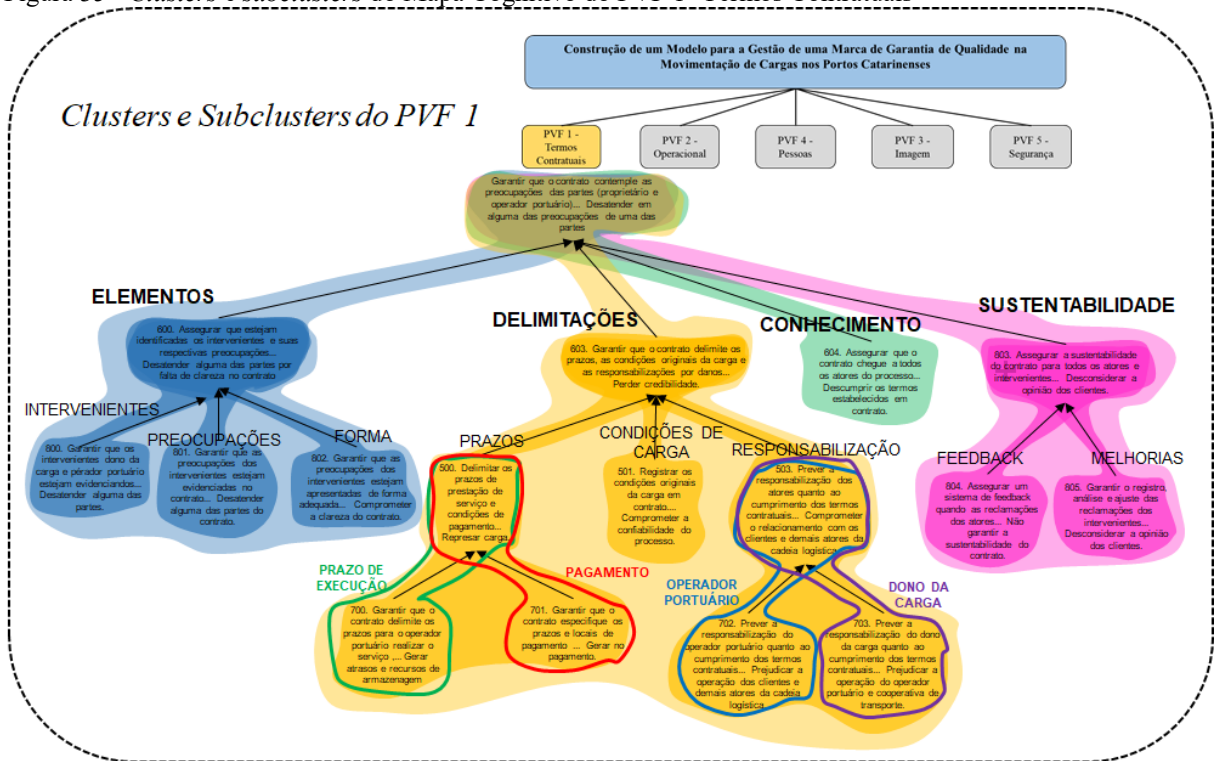 Figura 35 - Clusters e subclusters do Mapa Cognitivo do PVF 1- Termos Contratuais
Construção de um Modelo para a Gestão de uma Marca de Garantia de Qualidade na
Movimentação de Cargas nos Portos Catarinenses
Clusters e Subclusters do PVF 1
PVF 1 -
Termos
Contratuais
PVF 2 -
Operacional
PVF 4 -
Pessoas
PVF 3 -
Imagem
PVF 5 -
Segurança
Garantir que o contrato contemple as
preocupações das partes (proprietário e
operador portuário)... Desatender em
alguma das preocupações de uma das
partes
ELEMENTOS
600. Assegurar que estejam
identificadas os intervenientes e suas
respectivas preocupações...
Desatender alguma das partes por
falta de clareza no contrato
DELIMITAÇÕES
603. Garantir que o contrato delimite os
prazos, as condições originais da carga e
as responsabilizações por danos...
Perder credibilidade.
CONHECIMENTO
604. Assegurar que o
contrato chegue a todos
os atores do processo...
Descumprir os termos
estabelecidos em
contrato.
SUSTENTABILIDADE
603. Assegurar a sustentabilidade
do contrato para todos os atores e
intervenientes... Desconsiderar a
opinião dos clientes.
INTERVENIENTES
800. Garantir que os
intervenientes dono da
carga e pérador portuário
estejam evidenciandos...
Desatender alguma das
partes.
PREOCUPAÇÕES
801. Garantir que as
preocupações dos
intervenientes estejam
evidenciadas no
contrato... Desatender
alguma das partes do
contrato.
FORMA
802. Garantir que as
preocupações dos
intervenientes estejam
apresentadas de forma
adequada... Comprometer
a clareza do contrato.
PRAZOS
500. Delimitar os
prazos de
prestação de
serviço e
condições de
pagamento...
Represar carga.
CONDIÇÕES DE
CARGA
501. Registrar os
condições originais
da carga em
contrato....
Comprometer a
confiabilidade do
processo.
RESPONSABILIZAÇÃO
503. Prever a
responsabilização dos
atores quanto ao
cumprimento dos termos
contratuais... Comprometer
o relacionamento com os
clientes e demais atores da
cadeia logística.
FEEDBACK
804. Assegurar um
sistema de feedback
quando as reclamações
dos atores... Não
garantir a
sustentabilidade do
contrato.
MELHORIAS
805. Garantir o registro,
análise e ajuste das
reclamações dos
intervenientes...
Desconsiderar a opinião
dos clientes.
PRAZO DE
EXECUÇÃO
700. Garantir que o
contrato delimite os
prazos para o operador
portuário realizar o
serviço ,... Gerar
atrasos e recursos de
armazenagem
PAGAMENTO
701. Garantir que o
contrato especifique os
prazos e locais de
pagamento ... Gerar no
pagamento.
OPERADOR
PORTUÁRIO
702. Prever a
responsabilização do
operador portuário quanto ao
cumprimento dos termos
contratuais... Prejudicar a
operação dos clientes e
demais atores da cadeia
logística.
DONO DA
CARGA
703. Prever a
responsabilização do dono
da carga quanto ao
cumprimento dos termos
contratuais... Prejudicar a
operação do operador
portuário e cooperativa de
transporte.